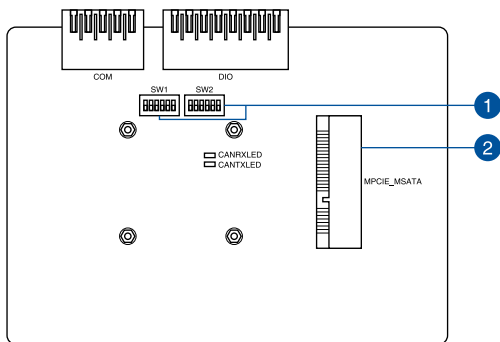 COM
DIO
SW1
SW2
1
CANRXLED
CANTXLED
2
MPCIE_MSATA